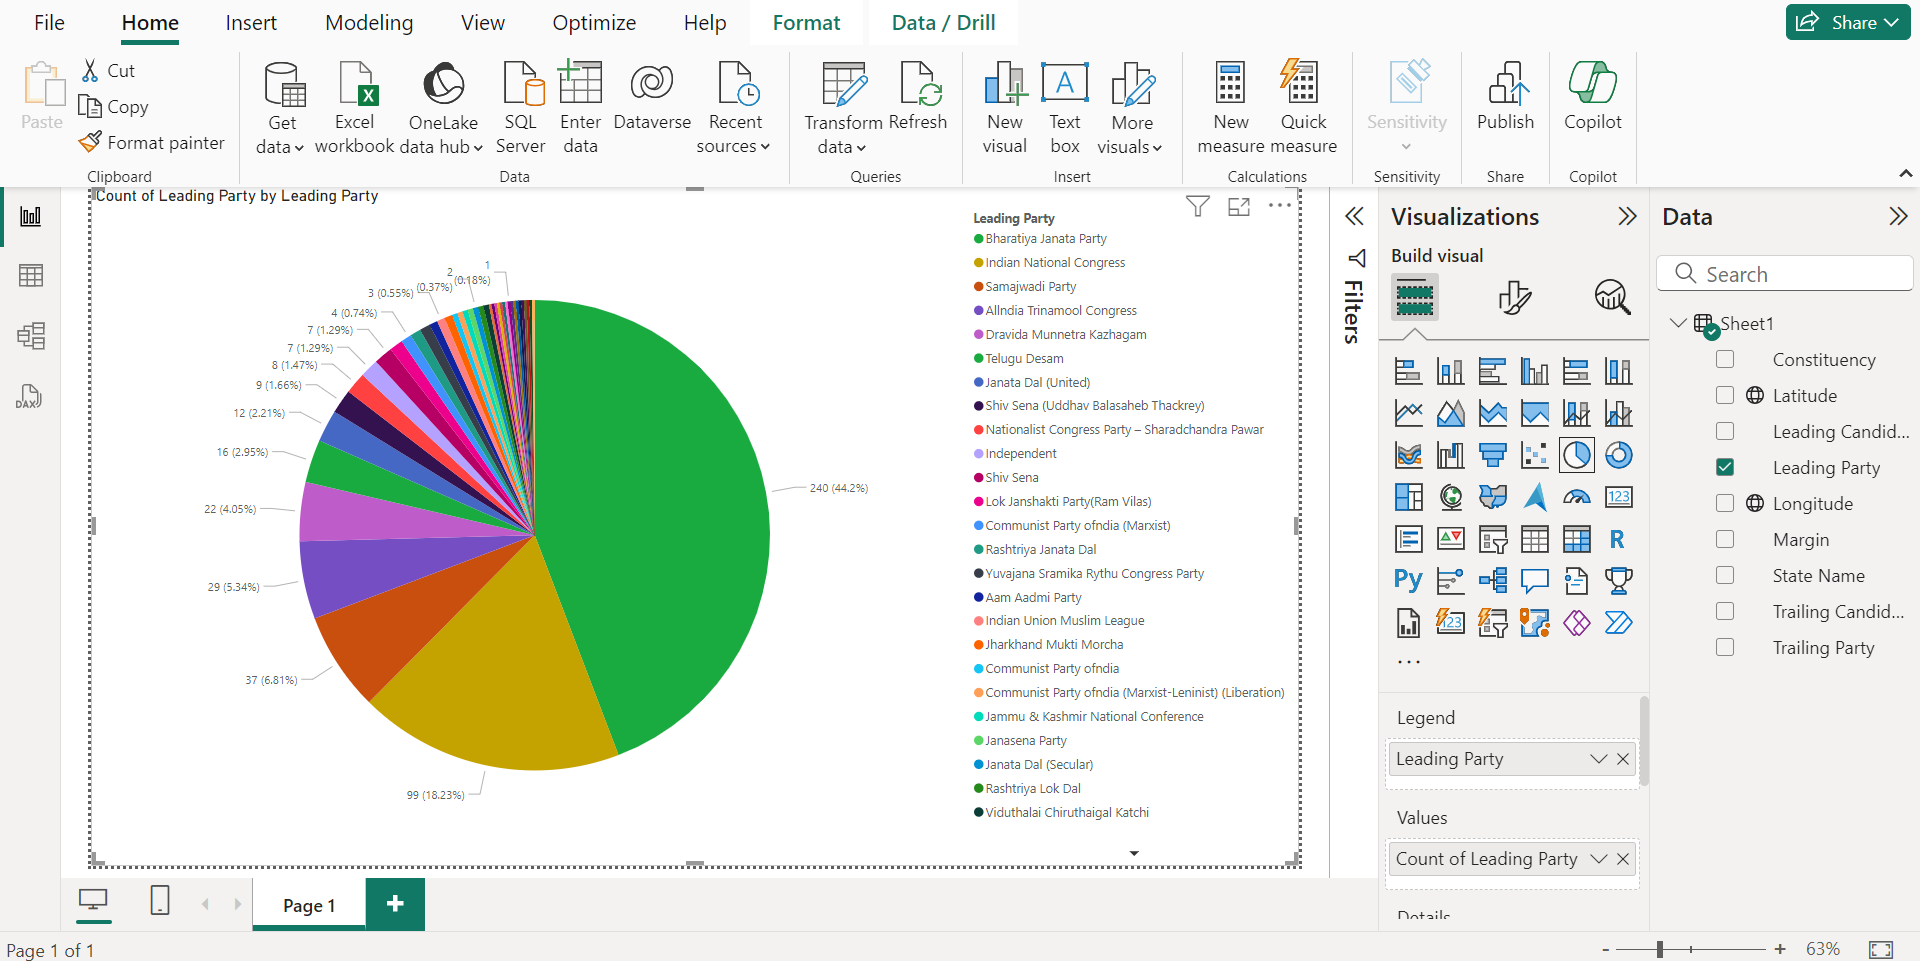 File Home Insert Modeling View Optimize Help Format Data / Drill Share
Paste
Cut
Copy
Format painter
Clipboard
Get data
Excel workbook
OneLake data hub
SQL Server
Enter data
Dataverse
Recent sources
Data
Transform data
Refresh
Queries
New visual
Text box
More visuals
Insert
New measure
Quick measure
Calculations
Sensitivity
Sensitivity
Publish
Share
Copilot
Copilot
Count of Leading Party by Leading Party
240 (44.2%)
99 (18.23%)
37 (6.81%)
29 (5.34%)
22 (4.05%)
16 (2.95%)
12 (2.21%)
9 (1.66%)
8 (1.47%)
7 (1.29%)
7 (1.29%)
4 (0.74%)
3 (0.55%)
2 (0.37%)
1 (0.18%)
Leading Party
Bharatiya Janata Party
Indian National Congress
Samajwadi Party
AllIndia Trinamool Congress
Dravida Munnetra Kazhagam
Telugu Desam
Janata Dal (United)
Shiv Sena (Uddhav Balasaheb Thackrey)
Nationalist Congress Party – Sharadchandra Pawar
Independent
Shiv Sena
Lok Janshakti Party(Ram Vilas)
Communist Party ofndia (Marxist)
Rashtriya Janata Dal
Yuvajana Sramika Rythu Congress Party
Aam Aadmi Party
Indian Union Muslim League
Jharkhand Mukti Morcha
Communist Party ofndia
Communist Party ofndia (Marxist-Leninist) (Liberation)
Jammu & Kashmir National Conference
Janasena Party
Janata Dal (Secular)
Rashtriya Lok Dal
Viduthalai Chiruthaigal Katchi
Filters
Visualizations
Build visual
123
R
Py
123
Legend
Leading Party
Values
Count of Leading Party
Details
Data
Search
Sheet1
Constituency
Latitude
Leading Candid...
Leading Party
Longitude
Margin
State Name
Trailing Candid...
Trailing Party
DAX
Page 1
Page 1 of 1
63%